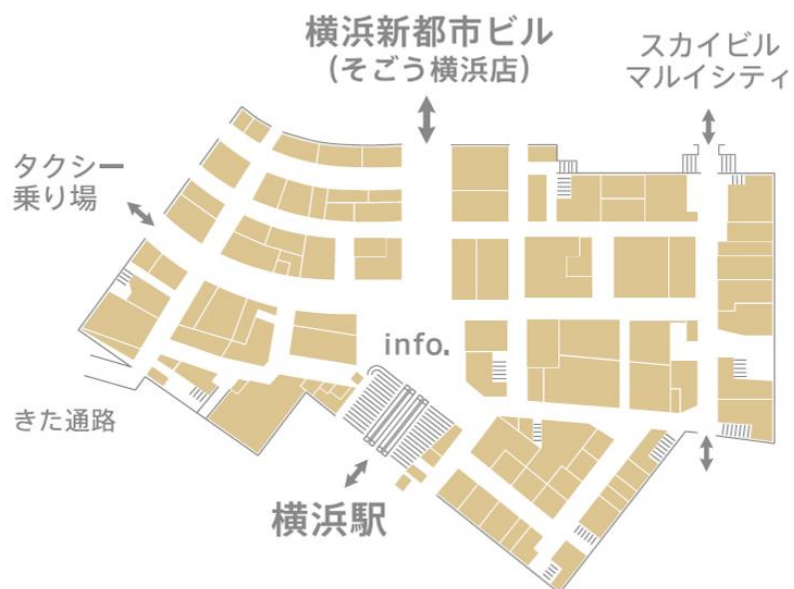 横浜新都市ビル
(そごう横浜店)
スカイビル
マルイシティ
タクシー
乗り場
info.
きた通路
横浜駅